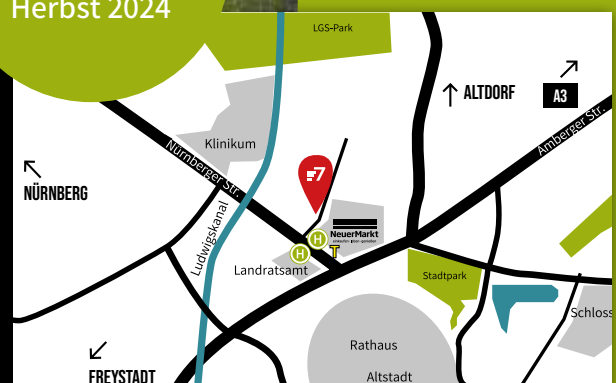 Herbst 2024
LGS-Park
ALTDORF
A3
Amberger Str.
Klinikum
Nürnberger Str.
NÜRNBERG
7
NeuerMarkt
H
H
T
Ludwigskanal
Landratsamt
Stadtpark
Schloss
Rathaus
FREYSTADT
Altstadt